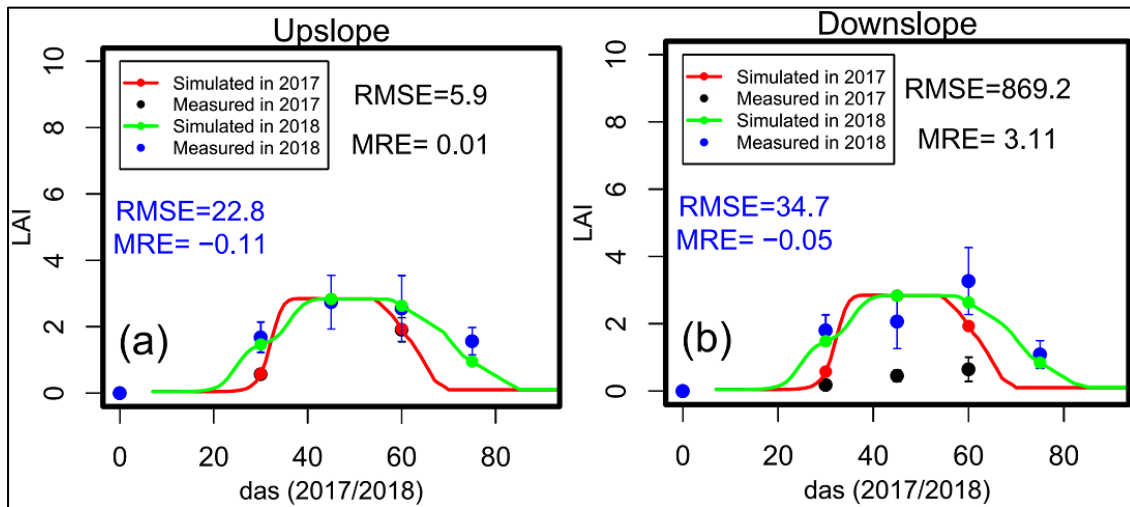 Upslope
10
8
6
4
2
0
LAI
Simulated in 2017
Measured in 2017
Simulated in 2018
Measured in 2018
RMSE=5.9
MRE= 0.01
RMSE=22.8
MRE= −0.11
(a)
0 20 40 60 80
das (2017/2018)
Downslope
10
8
6
4
2
0
LAI
Simulated in 2017
Measured in 2017
Simulated in 2018
Measured in 2018
RMSE=869.2
MRE= 3.11
RMSE=34.7
MRE= −0.05
(b)
0 20 40 60 80
das (2017/2018)